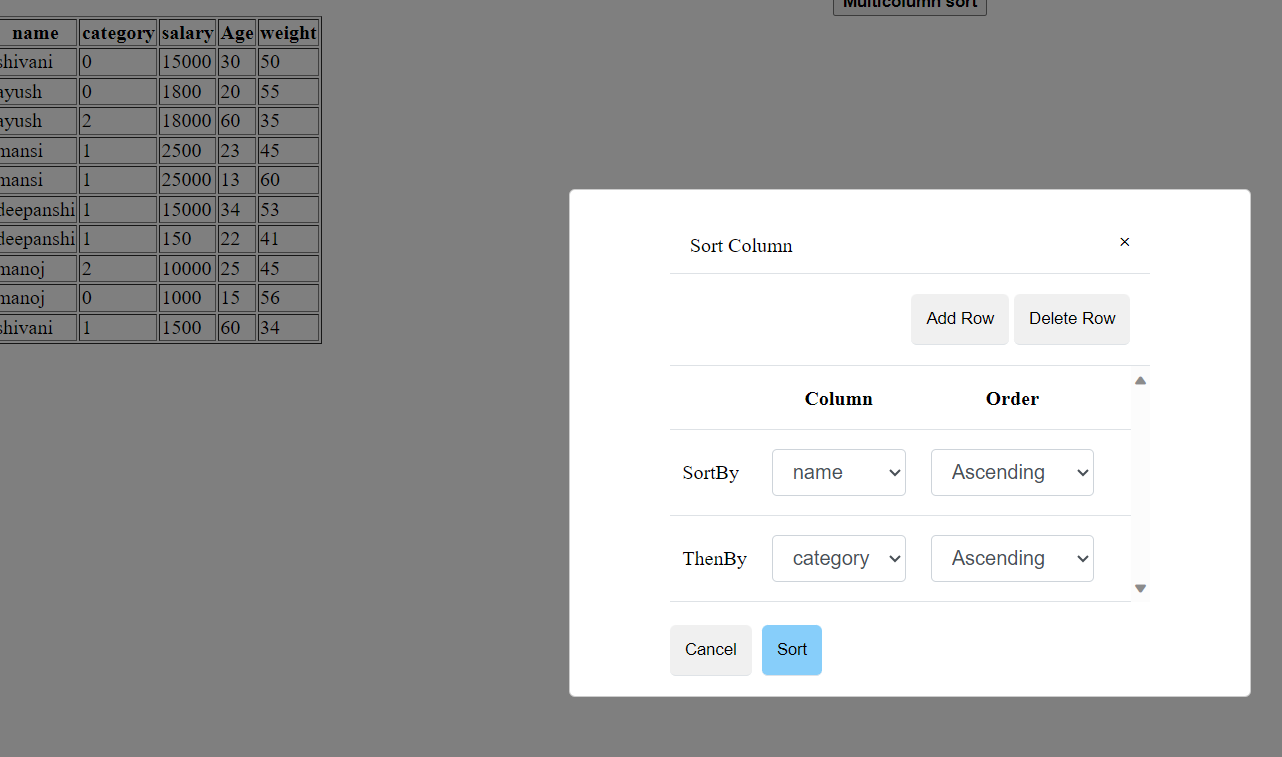 Multicolumn sort
name category salary Age weight
shivani 0 15000 30 50
ayush 0 1800 20 55
ayush 2 18000 60 35
mansi 1 2500 23 45
mansi 1 25000 13 60
deepanshi 1 15000 34 53
deepanshi 1 150 22 41
manoj 2 10000 25 45
manoj 0 1000 15 56
shivani 1 1500 60 34
Sort Column ×
Add Row Delete Row
Column Order
SortBy name Ascending
ThenBy category Ascending
Cancel Sort